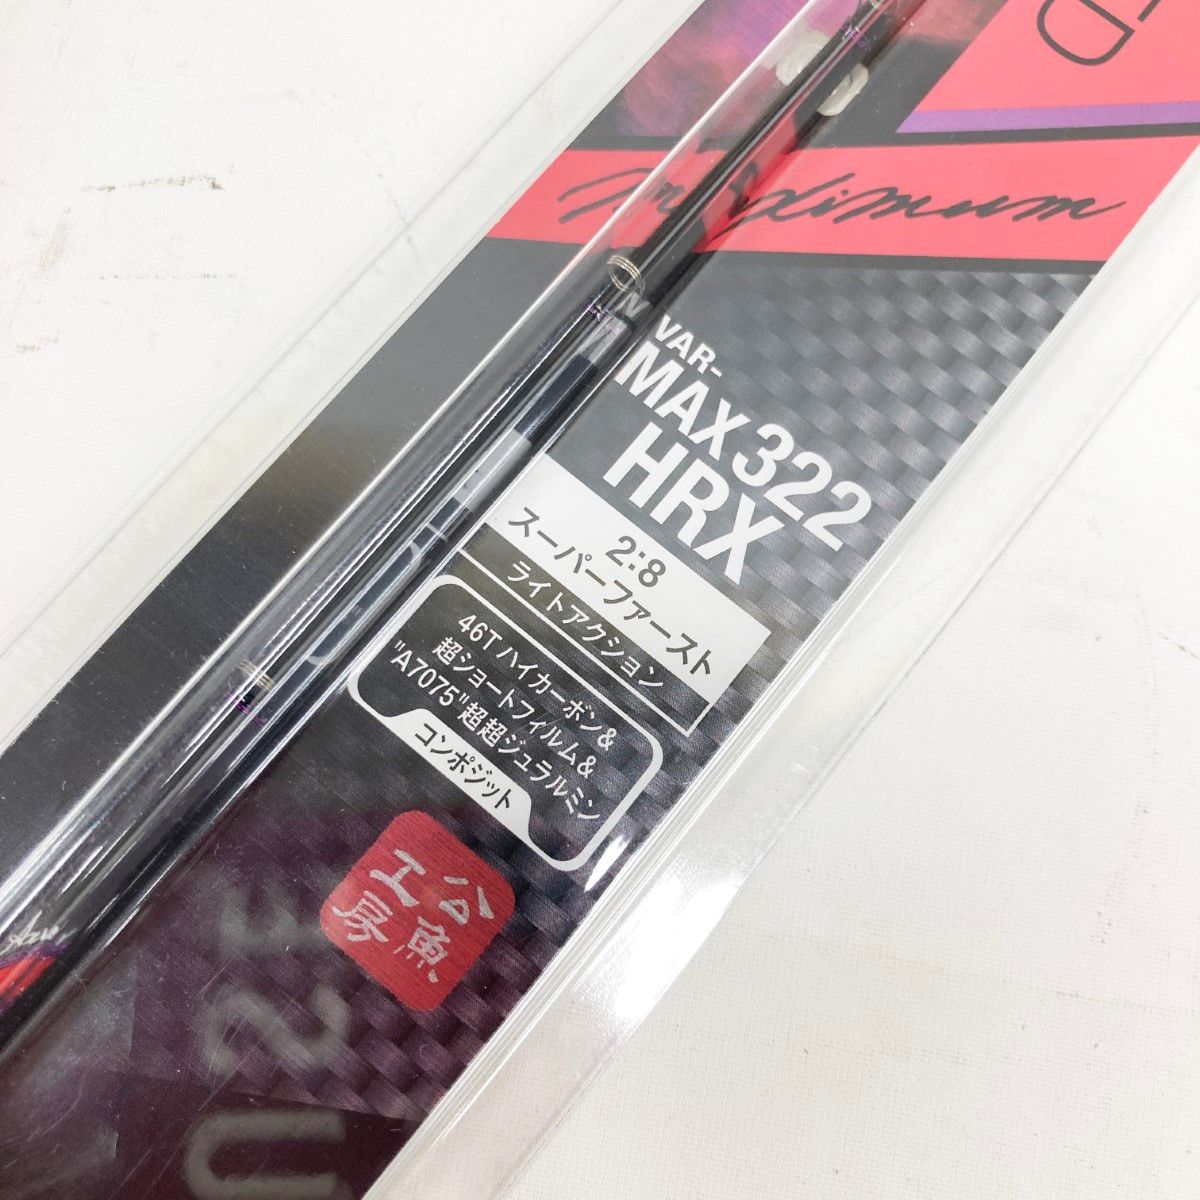 VAR-
MAX322
HRX
2:8
スーパーファースト
ライトアクション
46Tハイカーボン&
超ショートフィルム&
"A7075"超超ジュラルミン
コンポジット
公魚
工房